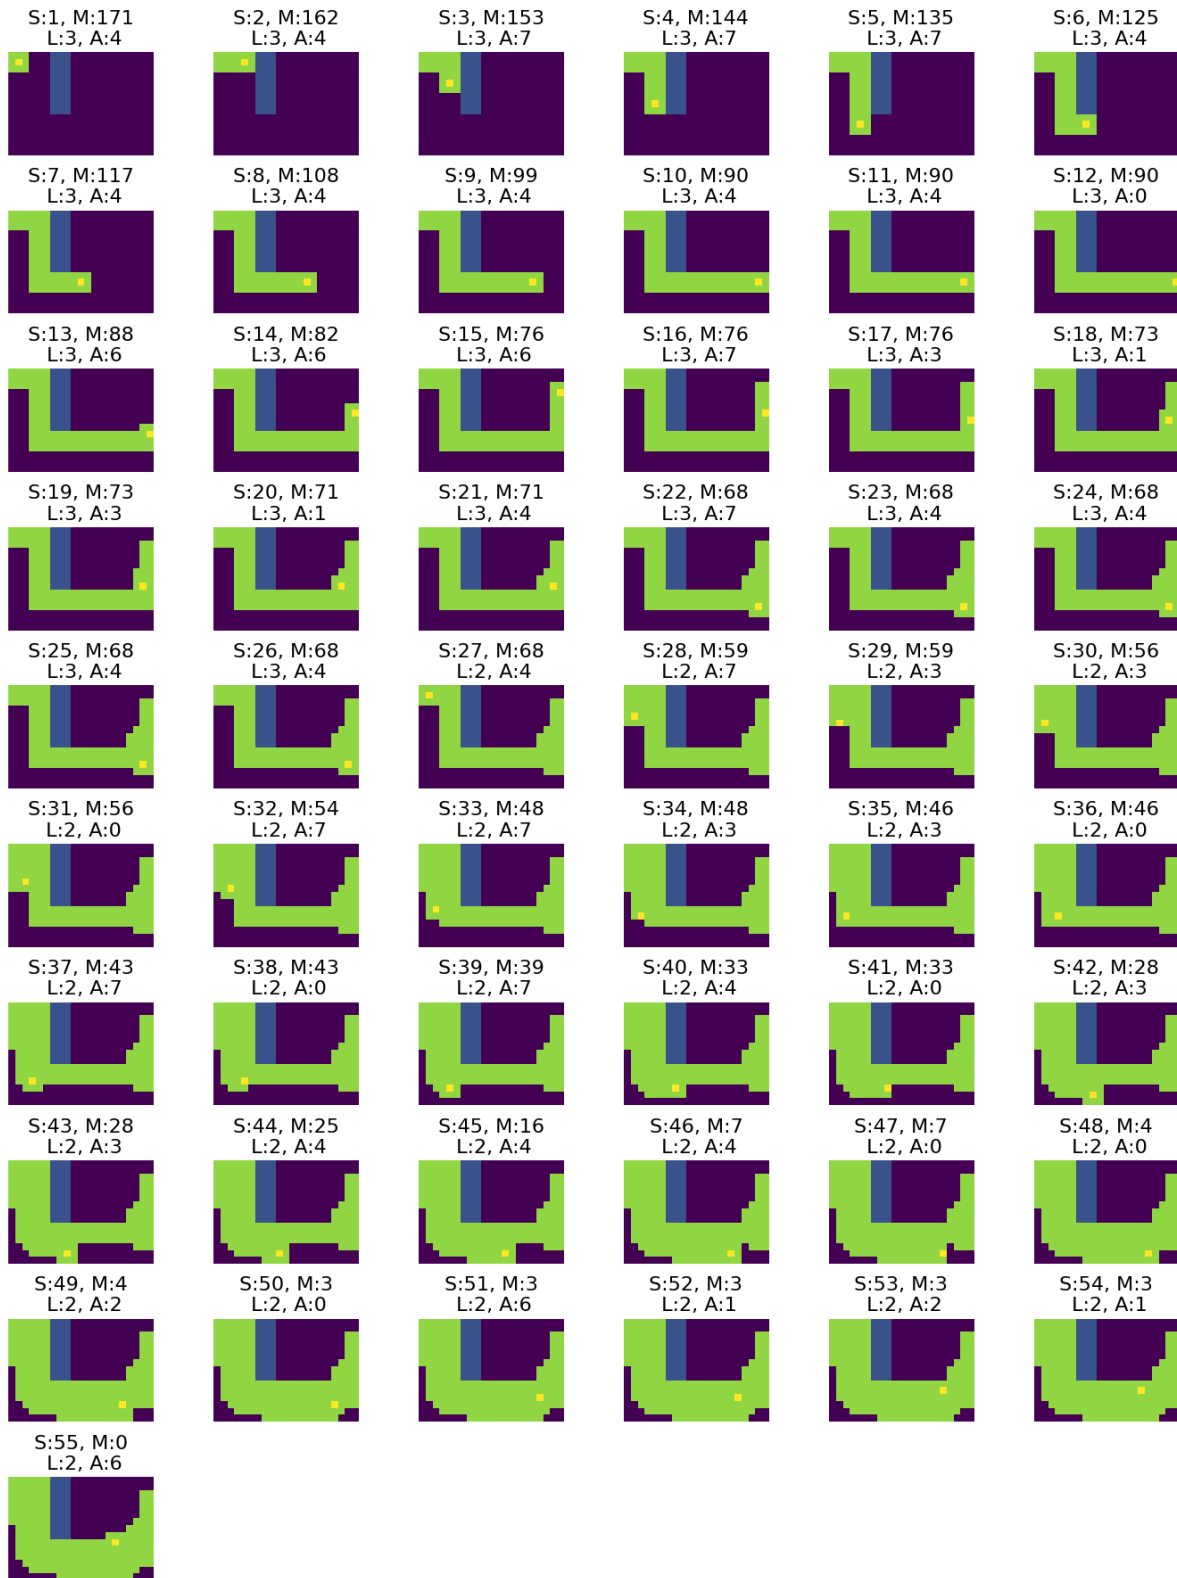 S:1, M:171
L:3, A:4
S:2, M:162
L:3, A:4
S:3, M:153
L:3, A:7
S:4, M:144
L:3, A:7
S:5, M:135
L:3, A:7
S:6, M:125
L:3, A:4
S:7, M:117
L:3, A:4
S:8, M:108
L:3, A:4
S:9, M:99
L:3, A:4
S:10, M:90
L:3, A:4
S:11, M:90
L:3, A:4
S:12, M:90
L:3, A:0
S:13, M:88
L:3, A:6
S:14, M:82
L:3, A:6
S:15, M:76
L:3, A:6
S:16, M:76
L:3, A:7
S:17, M:76
L:3, A:3
S:18, M:73
L:3, A:1
S:19, M:73
L:3, A:3
S:20, M:71
L:3, A:1
S:21, M:71
L:3, A:4
S:22, M:68
L:3, A:7
S:23, M:68
L:3, A:4
S:24, M:68
L:3, A:4
S:25, M:68
L:3, A:4
S:26, M:68
L:3, A:4
S:27, M:68
L:2, A:4
S:28, M:59
L:2, A:7
S:29, M:59
L:2, A:3
S:30, M:56
L:2, A:3
S:31, M:56
L:2, A:0
S:32, M:54
L:2, A:7
S:33, M:48
L:2, A:7
S:34, M:48
L:2, A:3
S:35, M:46
L:2, A:3
S:36, M:46
L:2, A:0
S:37, M:43
L:2, A:7
S:38, M:43
L:2, A:0
S:39, M:39
L:2, A:7
S:40, M:33
L:2, A:4
S:41, M:33
L:2, A:0
S:42, M:28
L:2, A:3
S:43, M:28
L:2, A:3
S:44, M:25
L:2, A:4
S:45, M:16
L:2, A:4
S:46, M:7
L:2, A:4
S:47, M:7
L:2, A:0
S:48, M:4
L:2, A:0
S:49, M:4
L:2, A:2
S:50, M:3
L:2, A:0
S:51, M:3
L:2, A:6
S:52, M:3
L:2, A:1
S:53, M:3
L:2, A:2
S:54, M:3
L:2, A:1
S:55, M:0
L:2, A:6